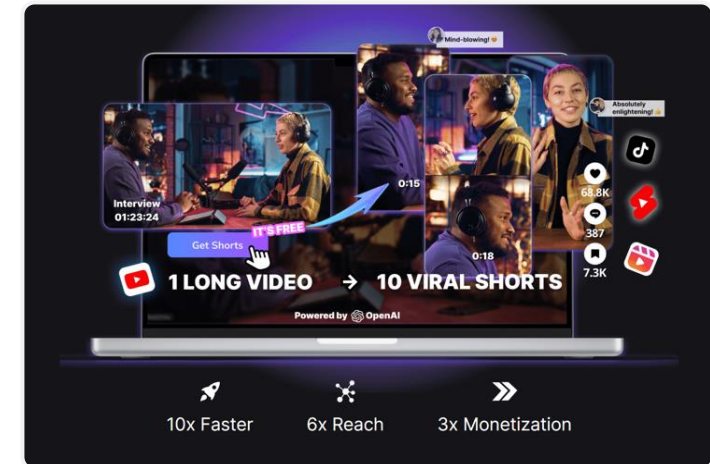 Mind-blowing! 🧡
Absolutely
enlightening! 👍
0:15
Interview
01:23:24
IT'S FREE
Get Shorts
0:18
68.8K
387
7.3K
1 LONG VIDEO → 10 VIRAL SHORTS
Powered by OpenAI
10x Faster
6x Reach
3x Monetization